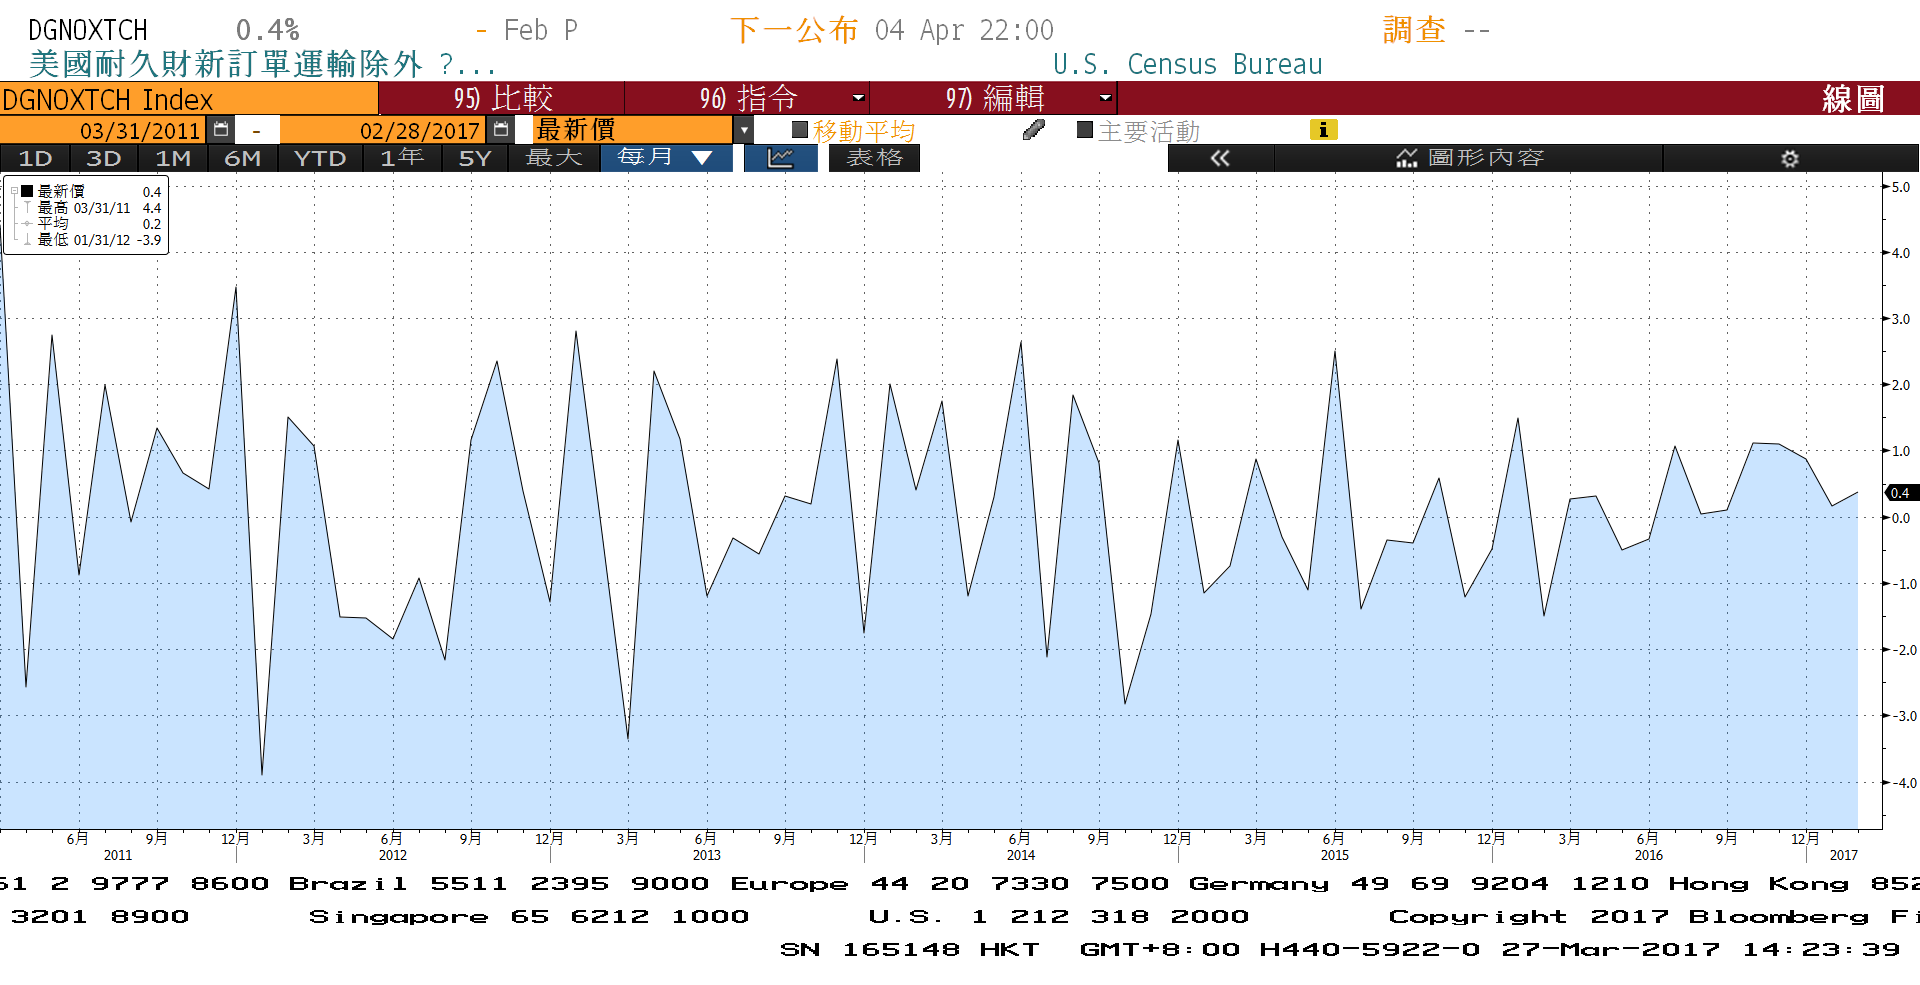 DGNOXTCH 0.4% - Feb P 下一公布 04 Apr 22:00 調查 --
美國耐久財新訂單運輸除外 ?... U.S. Census Bureau
DGNOXTCH Index 95) 比較 96) 指令 97) 編輯 線圖
03/31/2011 - 02/28/2017 最新價 移動平均 主要活動 i
1D 3D 1M 6M YTD 1年 5Y 最大 每月 ▼ 表格 « 圖形內容
最新價 0.4
最高 03/31/11 4.4
平均 0.2
最低 01/31/12 -3.9
5.0
4.0
3.0
2.0
1.0
0.4
0.0
-1.0
-2.0
-3.0
-4.0
6月 9月 12月 3月 6月 9月 12月 3月 6月 9月 12月 3月 6月 9月 12月 3月 6月 9月 12月 3月 6月 9月 12月
2011 2012 2013 2014 2015 2016 2017
61 2 9777 8600 Brazil 5511 2395 9000 Europe 44 20 7330 7500 Germany 49 69 9204 1210 Hong Kong 852
3201 8900 Singapore 65 6212 1000 U.S. 1 212 318 2000 Copyright 2017 Bloomberg Fi
SN 165148 HKT GMT+8:00 H440-5922-0 27-Mar-2017 14:23:39